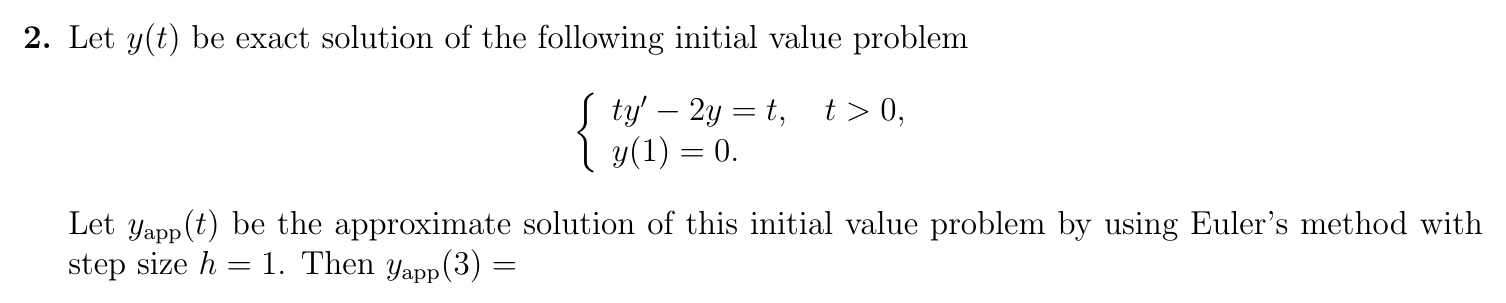 2. Let y(t) be exact solution of the following initial value problem
{ ty′ − 2y = t, t > 0,
y(1) = 0.
Let y_app(t) be the approximate solution of this initial value problem by using Euler's method with
step size h = 1. Then y_app(3) =